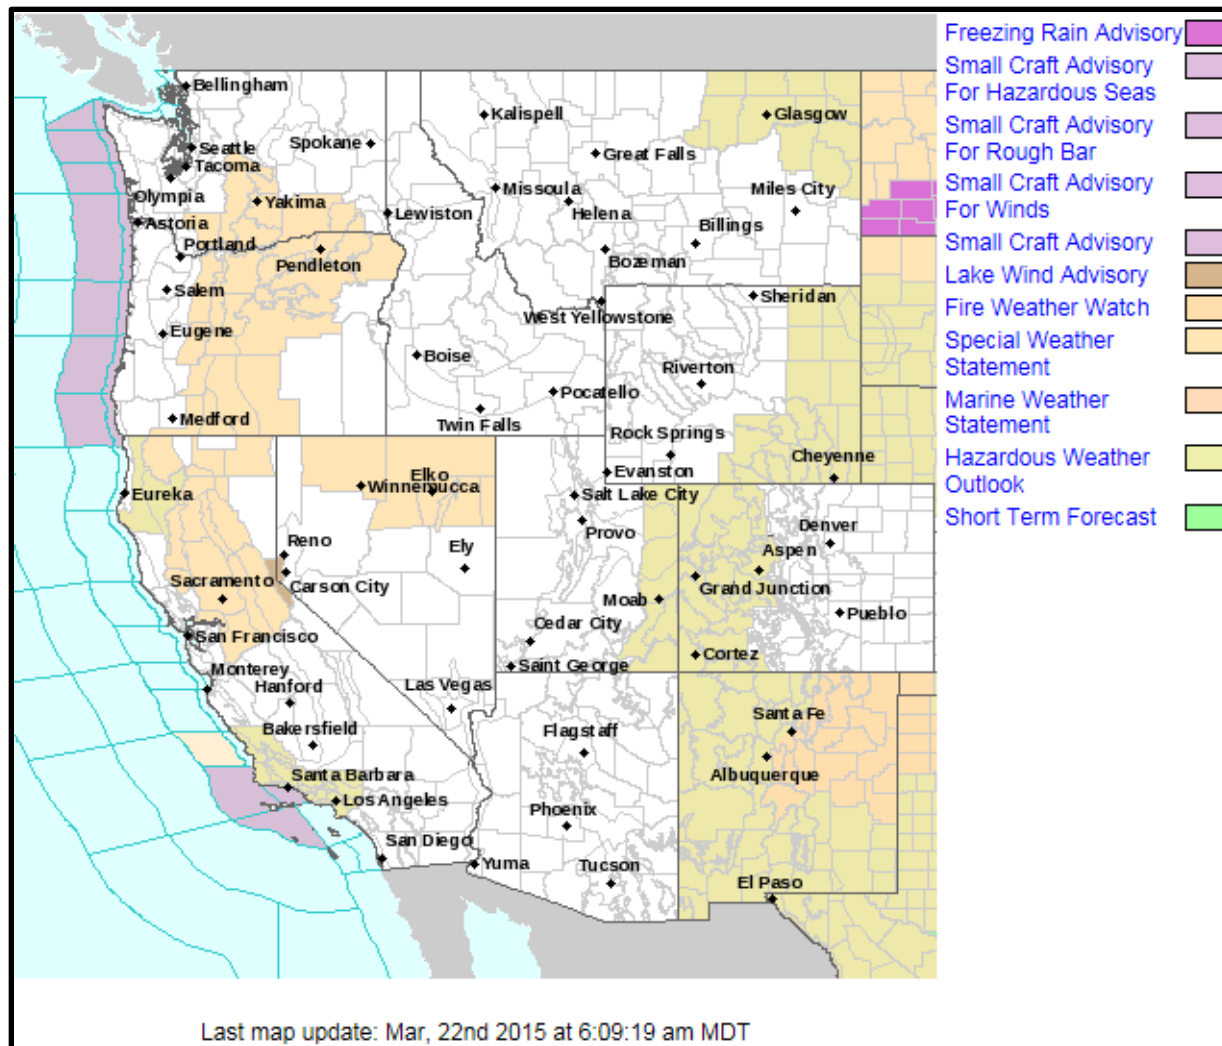 Bellingham
Kalispell
Glasgow
Seattle
Spokane
Great Falls
Tacoma
Olympia
Yakima
Missoula
Miles City
Lewiston
Helena
Astoria
Billings
Portland
Pendleton
Bozeman
Salem
Sheridan
West Yellowstone
Eugene
Boise
Riverton
Pocatello
Medford
Twin Falls
Rock Springs
Cheyenne
Elko
Evanston
Eureka
Winnemucca
Salt Lake City
Provo
Denver
Reno
Ely
Aspen
Sacramento
Carson City
Grand Junction
Moab
Pueblo
Cedar City
San Francisco
Cortez
Saint George
Monterey
Hanford
Las Vegas
Santa Fe
Bakersfield
Flagstaff
Albuquerque
Santa Barbara
Los Angeles
Phoenix
San Diego
Yuma
Tucson
El Paso
Freezing Rain Advisory
Small Craft Advisory
For Hazardous Seas
Small Craft Advisory
For Rough Bar
Small Craft Advisory
For Winds
Small Craft Advisory
Lake Wind Advisory
Fire Weather Watch
Special Weather
Statement
Marine Weather
Statement
Hazardous Weather
Outlook
Short Term Forecast
Last map update: Mar, 22nd 2015 at 6:09:19 am MDT